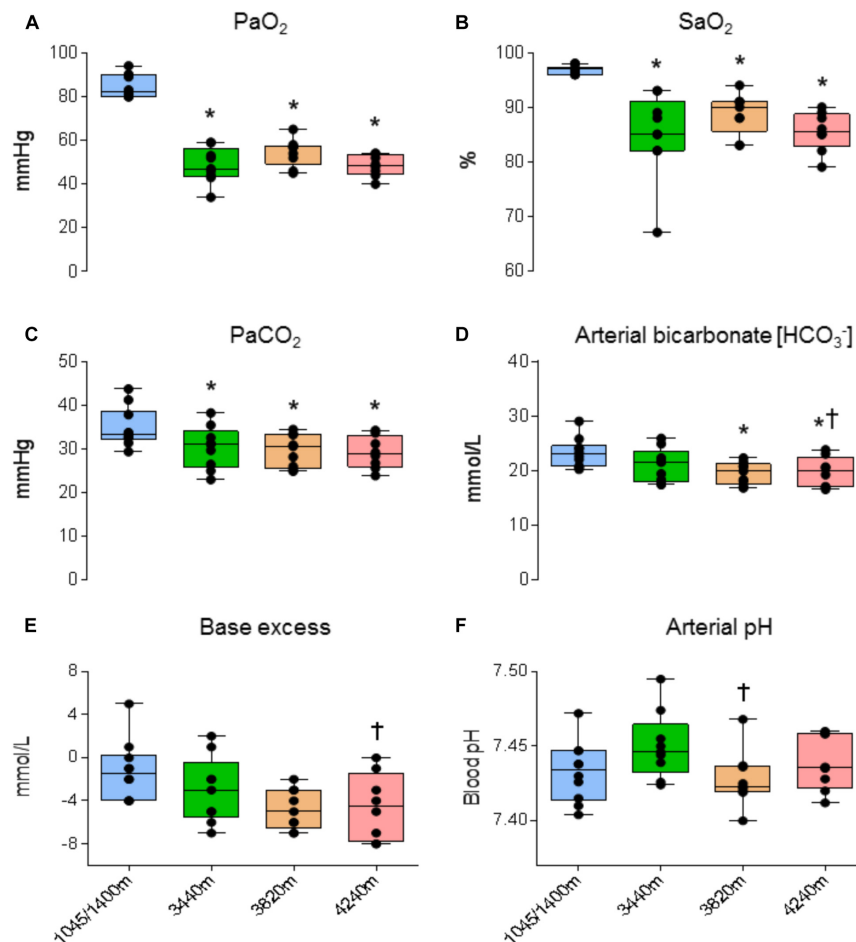 A
PaO₂
mmHg
100
80
60
40
20
0
* * *
B
SaO₂
%
100
90
80
70
60
* * *
C
PaCO₂
mmHg
50
40
30
20
10
0
* * *
D
Arterial bicarbonate [HCO₃⁻]
mmol/L
40
30
20
10
0
* *†
E
Base excess
mmol/L
8
4
0
-4
-8
†
1045/1400m
3440m
3820m
4240m
F
Arterial pH
Blood pH
7.50
7.45
7.40
†
1045/1400m
3440m
3820m
4240m